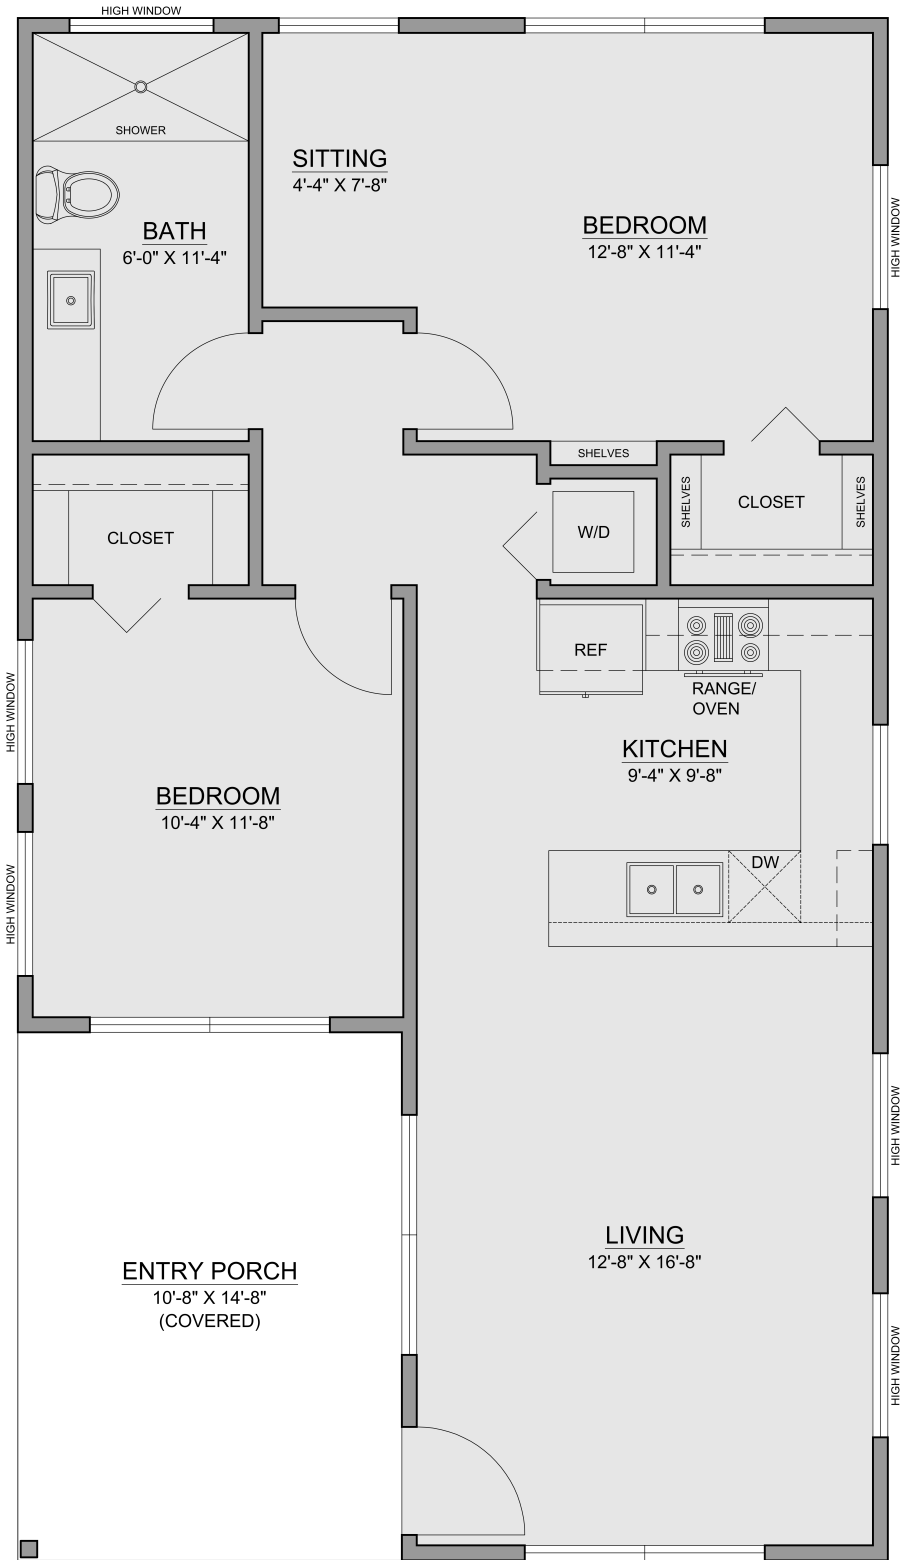 HIGH WINDOW
SHOWER
SITTING
4'-4" X 7'-8"
BATH
6'-0" X 11'-4"
BEDROOM
12'-8" X 11'-4"
HIGH WINDOW
SHELVES
CLOSET
W/D
SHELVES
CLOSET
SHELVES
REF
RANGE/
OVEN
HIGH WINDOW
KITCHEN
9'-4" X 9'-8"
BEDROOM
10'-4" X 11'-8"
DW
HIGH WINDOW
HIGH WINDOW
LIVING
12'-8" X 16'-8"
ENTRY PORCH
10'-8" X 14'-8"
(COVERED)
HIGH WINDOW